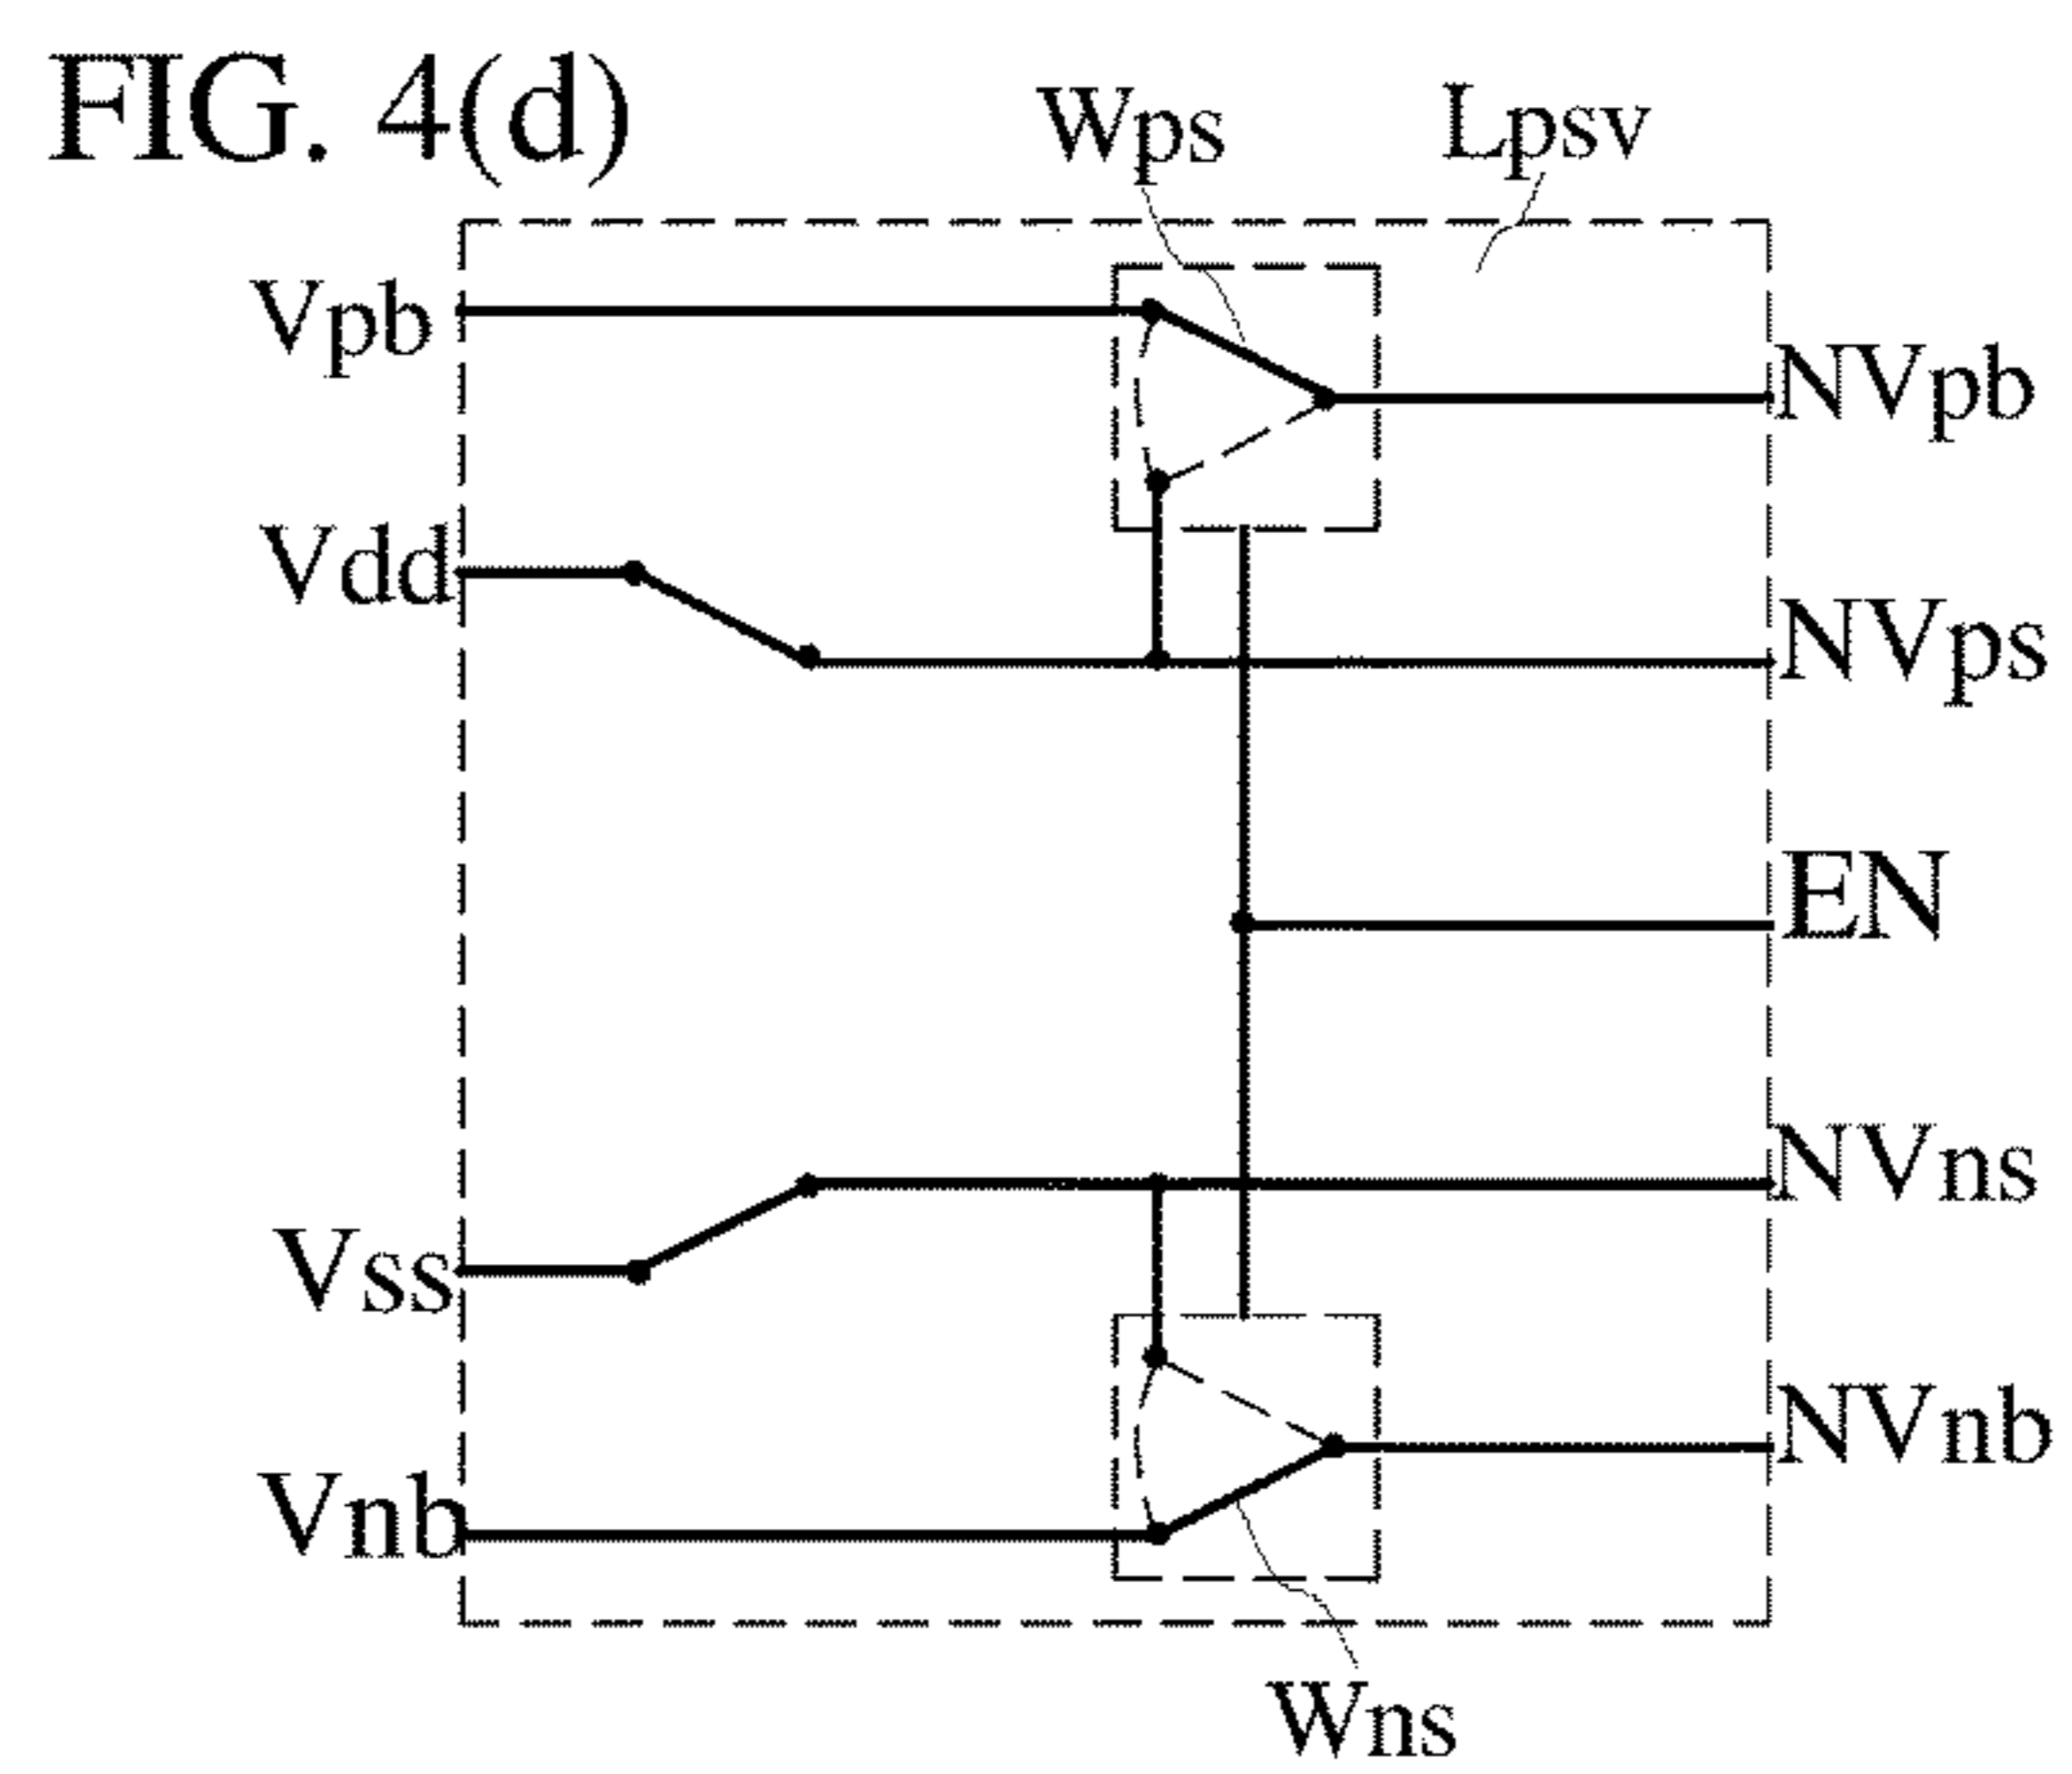 FIG. 4(d)
Wps
Lpsv
Vpb
NVpb
Vdd
NVps
EN
NVns
Vss
NVnb
Vnb
Wns